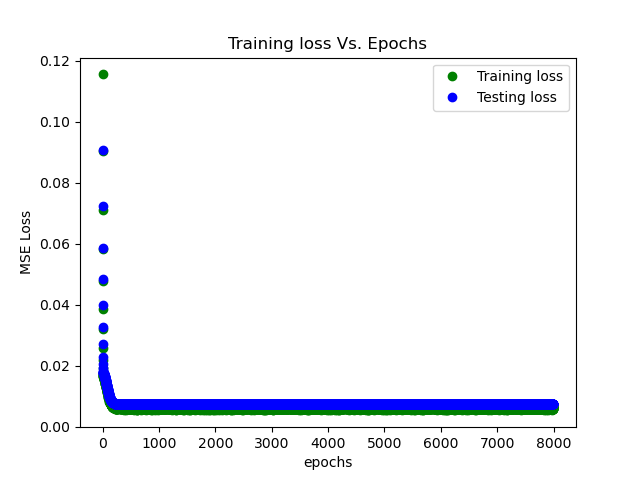 Training loss Vs. Epochs
Training loss
Testing loss
MSE Loss
0.12
0.10
0.08
0.06
0.04
0.02
0.00
0 1000 2000 3000 4000 5000 6000 7000 8000
epochs